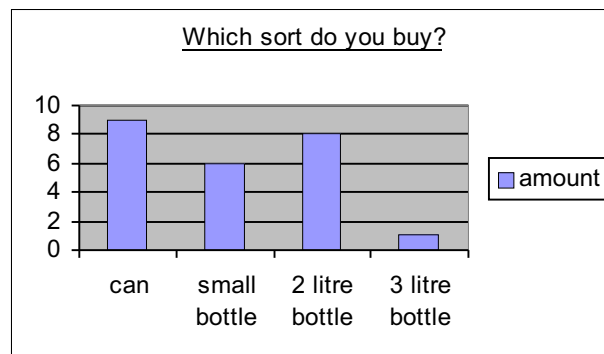 Which sort do you buy?
10
8
6
4
2
0
can small 2 litre 3 litre
bottle bottle bottle
amount